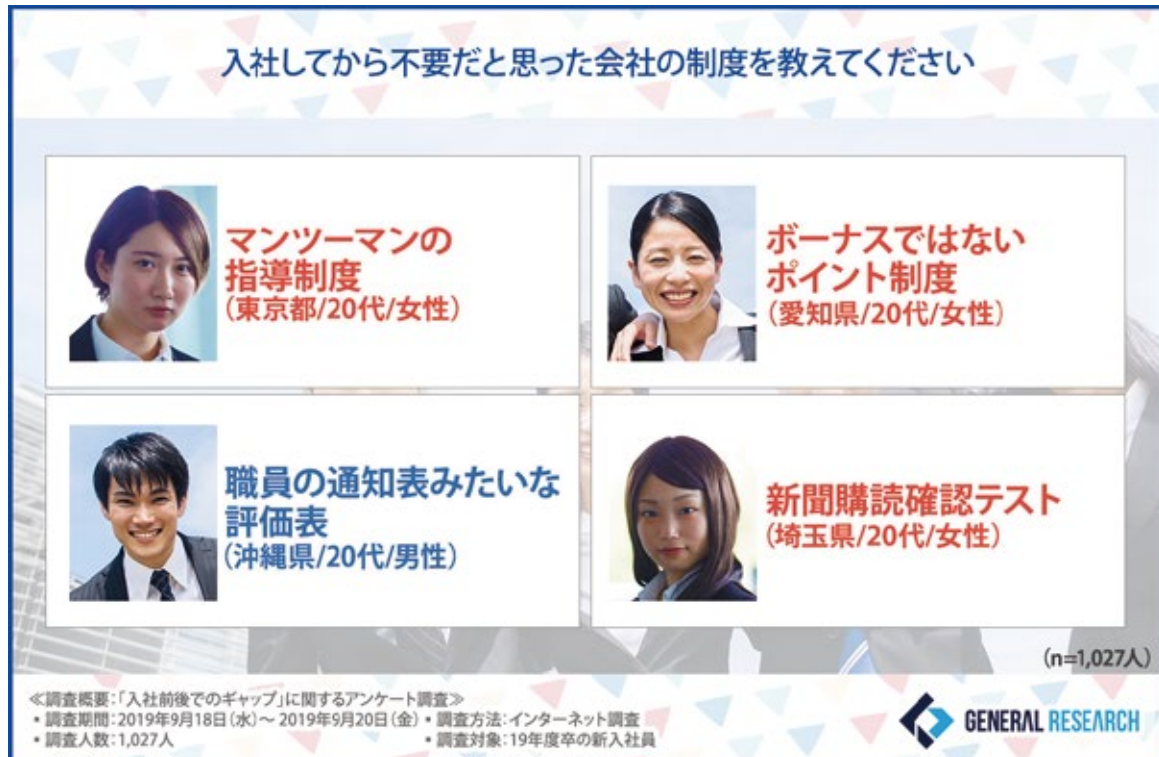 入社してから不要だと思った会社の制度を教えてください
マンツーマンの
指導制度
（東京都/20代/女性）
ボーナスではない
ポイント制度
（愛知県/20代/女性）
職員の通知表みたいな
評価表
（沖縄県/20代/男性）
新聞購読確認テスト
（埼玉県/20代/女性）
（n=1,027人）
≪調査概要：「入社前後でのギャップ」に関するアンケート調査≫
・調査期間：2019年9月18日（水）～ 2019年9月20日（金）・調査方法：インターネット調査
・調査人数：1,027人 ・調査対象：19年度卒の新入社員
GENERAL RESEARCH